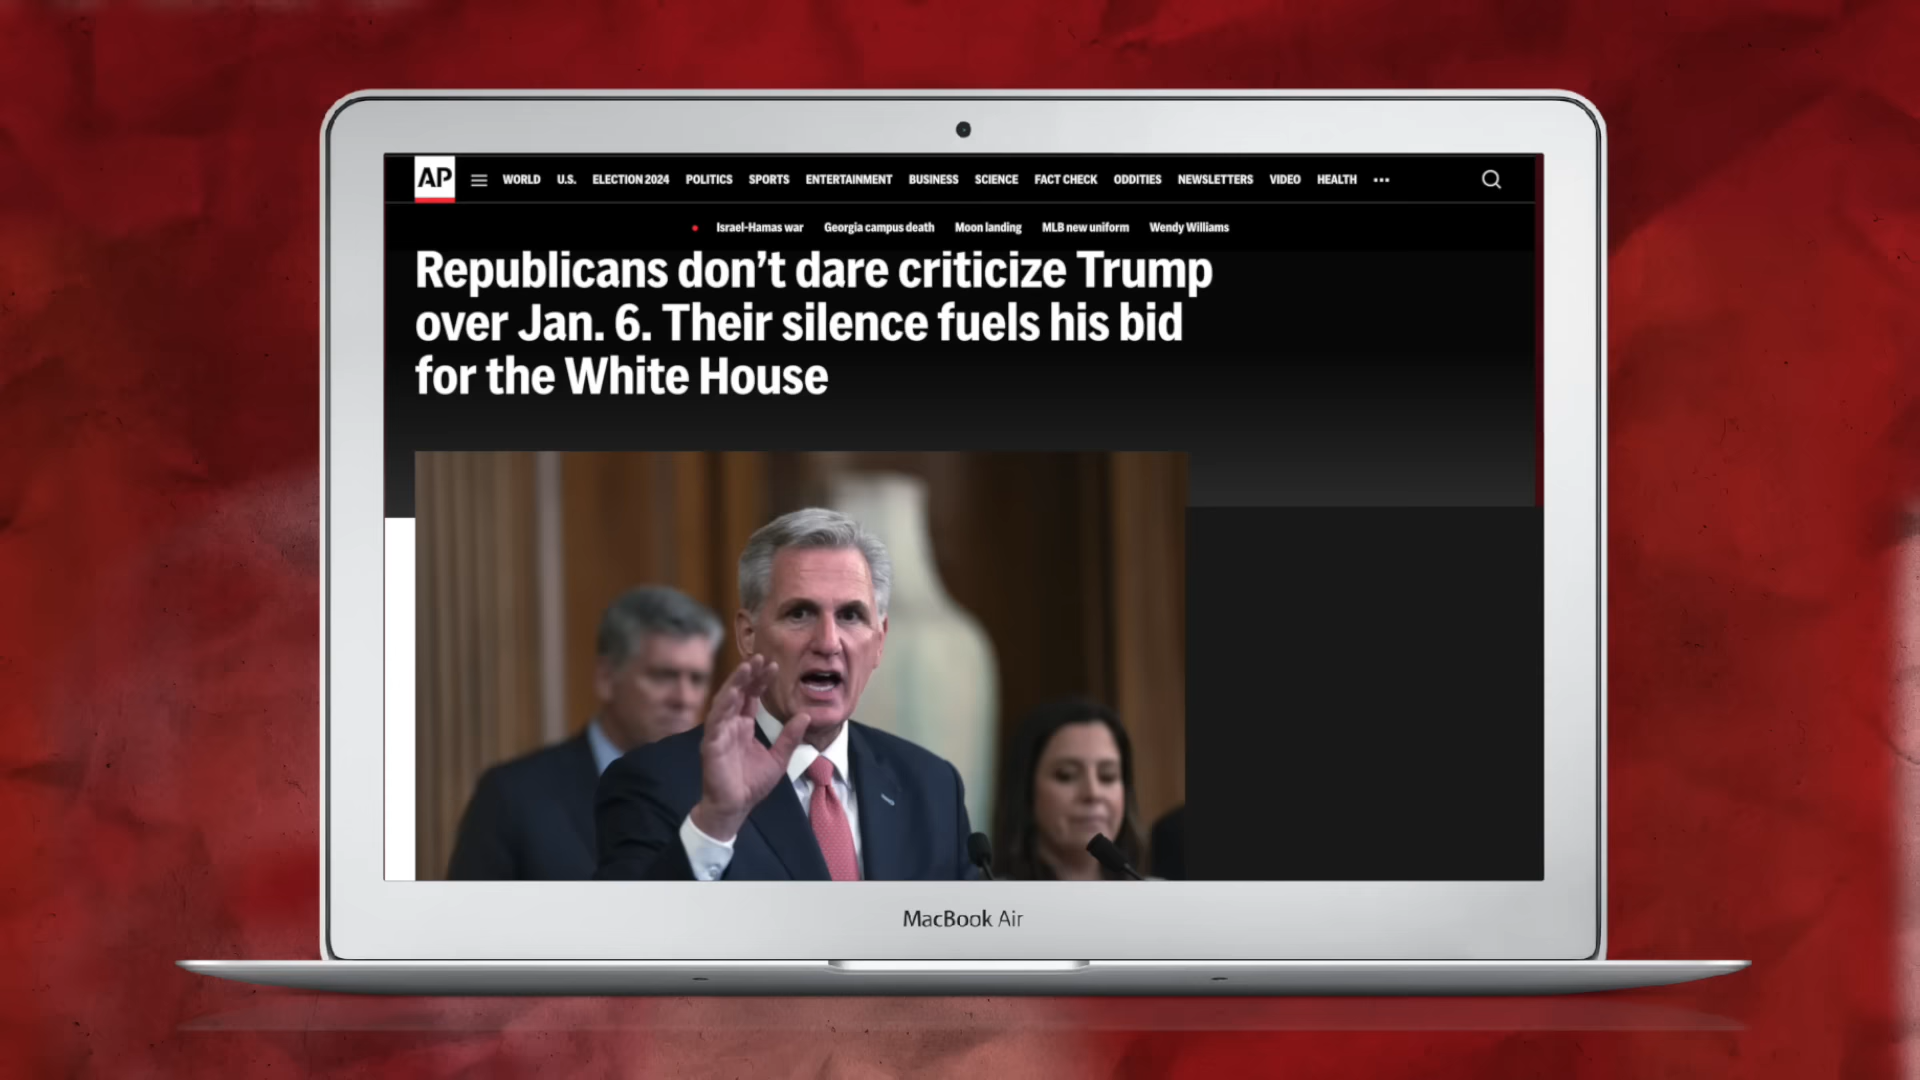 AP
WORLD U.S. ELECTION 2024 POLITICS SPORTS ENTERTAINMENT BUSINESS SCIENCE FACT CHECK ODDITIES NEWSLETTERS VIDEO HEALTH ...
Israel-Hamas war Georgia campus death Moon landing MLB new uniform Wendy Williams
Republicans don't dare criticize Trump
over Jan. 6. Their silence fuels his bid
for the White House
MacBook Air